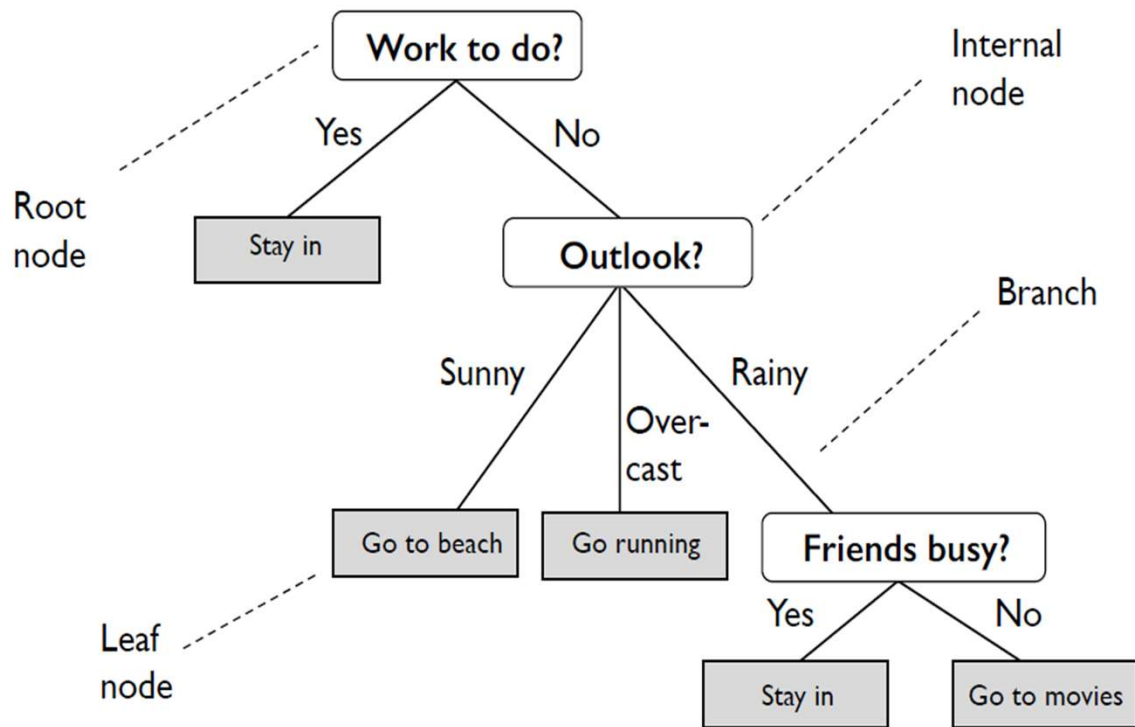 Work to do?
Internal
node
Yes
No
Root
node
Stay in
Outlook?
Branch
Sunny
Rainy
Over-
cast
Go to beach
Go running
Friends busy?
Yes
No
Leaf
node
Stay in
Go to movies